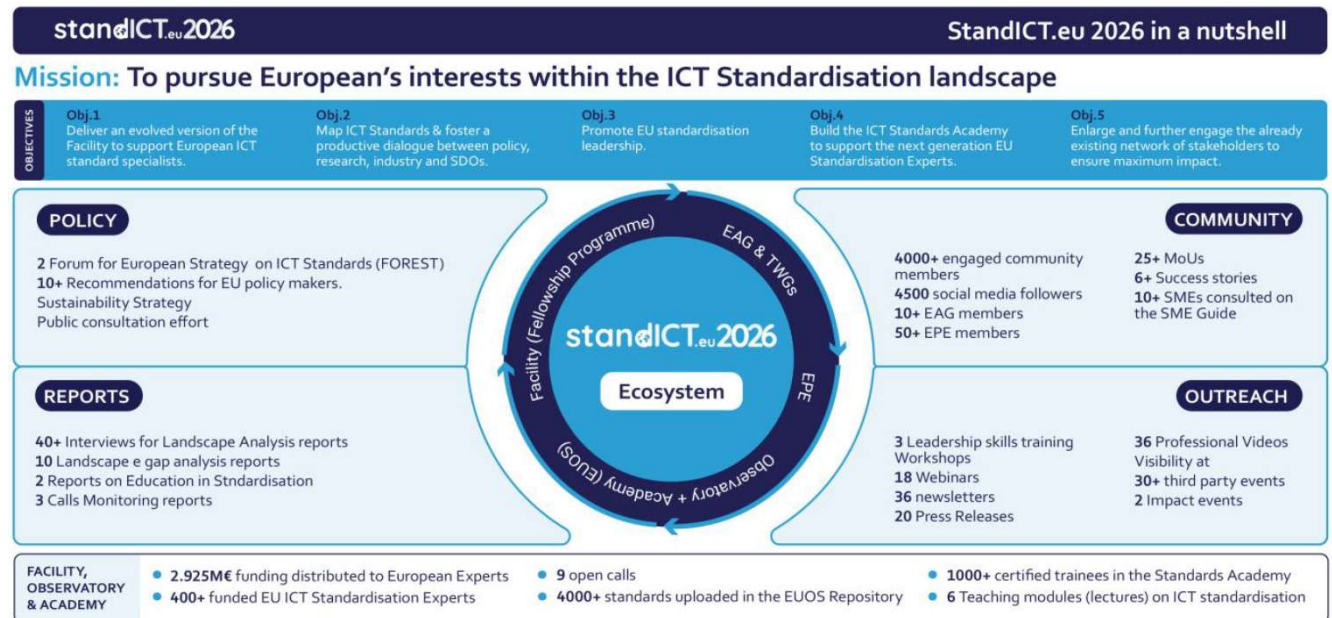 standICT.eu2026
StandICT.eu 2026 in a nutshell
Mission: To pursue European's interests within the ICT Standardisation landscape
OBJECTIVES
Obj.1
Deliver an evolved version of the
Facility to support European ICT
standard specialists.
Obj.2
Map ICT Standards & foster a
productive dialogue between policy,
research, industry and SDOs.
Obj.3
Promote EU standardisation
leadership.
Obj.4
Build the ICT Standards Academy
to support the next generation EU
Standardisation Experts.
Obj.5
Enlarge and further engage the already
existing network of stakeholders to
ensure maximum impact.
POLICY
2 Forum for European Strategy on ICT Standards (FOREST)
10+ Recommendations for EU policy makers.
Sustainability Strategy
Public consultation effort
Facility (Fellowship Programme)
EAG & TWGs
EPE
Observatory + Academy (EUOS)
standICT.eu2026
Ecosystem
COMMUNITY
4000+ engaged community
members
4500 social media followers
10+ EAG members
50+ EPE members
25+ MoUs
6+ Success stories
10+ SMEs consulted on
the SME Guide
REPORTS
40+ Interviews for Landscape Analysis reports
10 Landscape e gap analysis reports
2 Reports on Education in Stndardisation
3 Calls Monitoring reports
OUTREACH
3 Leadership skills training
Workshops
18 Webinars
36 newsletters
20 Press Releases
36 Professional Videos
Visibility at
30+ third party events
2 Impact events
FACILITY,
OBSERVATORY
& ACADEMY
2.925M€ funding distributed to European Experts
400+ funded EU ICT Standardisation Experts
9 open calls
4000+ standards uploaded in the EUOS Repository
1000+ certified trainees in the Standards Academy
6 Teaching modules (lectures) on ICT standardisation